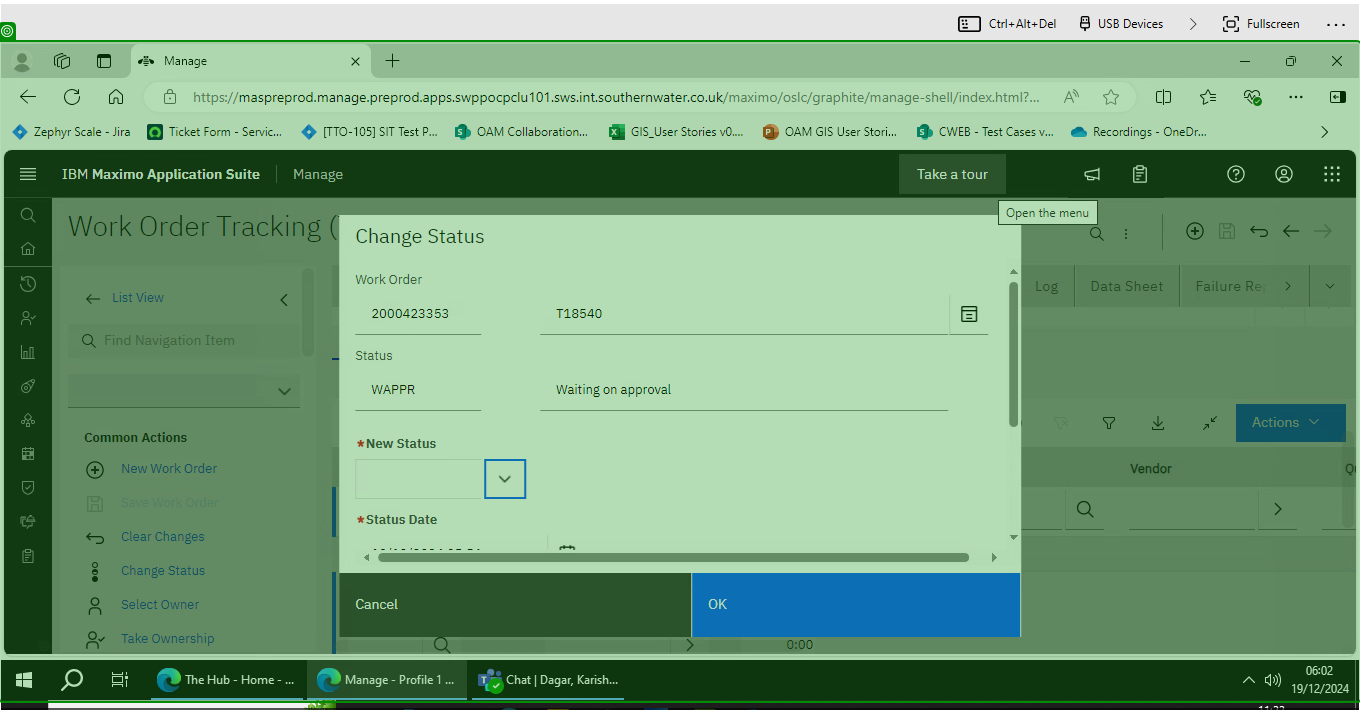 Ctrl+Alt+Del USB Devices Fullscreen
Manage
https://maspreprod.manage.preprod.apps.swppocpclu101.sws.int.southernwater.co.uk/maximo/oslc/graphite/manage-shell/index.html?...
Zephyr Scale - Jira Ticket Form - Servic... [TTO-105] SIT Test P... OAM Collaboration... GIS_User Stories v0.... OAM GIS User Stori... CWEB - Test Cases v... Recordings - OneDr...
IBM Maximo Application Suite Manage Take a tour
Open the menu
Work Order Tracking (
Change Status
Work Order
2000423353 T18540
Status
WAPPR Waiting on approval
*New Status
*Status Date
Cancel OK
List View
Find Navigation Item
Common Actions
New Work Order
Save Work Order
Clear Changes
Change Status
Select Owner
Take Ownership
Log Data Sheet Failure Re
Actions
Vendor
0:00
The Hub - Home - ... Manage - Profile 1 ... Chat | Dagar, Karish...
06:02
19/12/2024